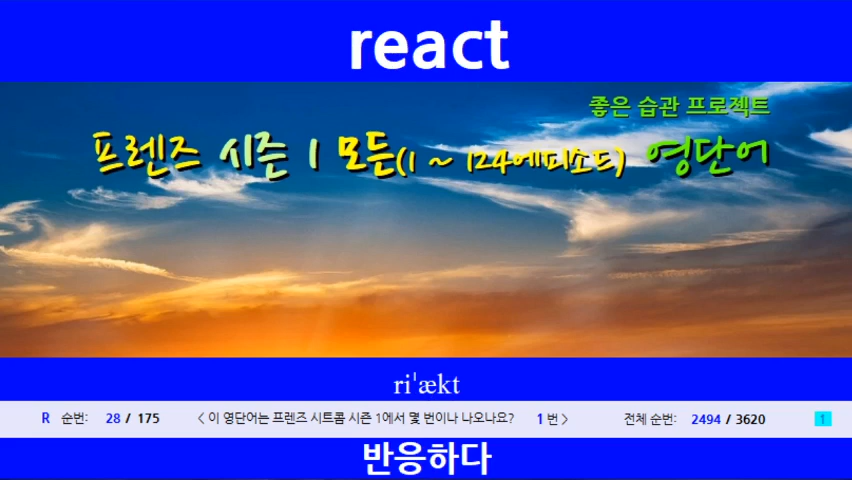 react
좋은 습관 프로젝트
프렌즈 시즌 1 모든(1 ~ 124에피소드) 영단어
riˈækt
R 순번: 28 / 175 < 이 영단어는 프렌즈 시트콤 시즌 1에서 몇 번이나 나오나요? 1 번 > 전체 순번: 2494 / 3620 1
반응하다